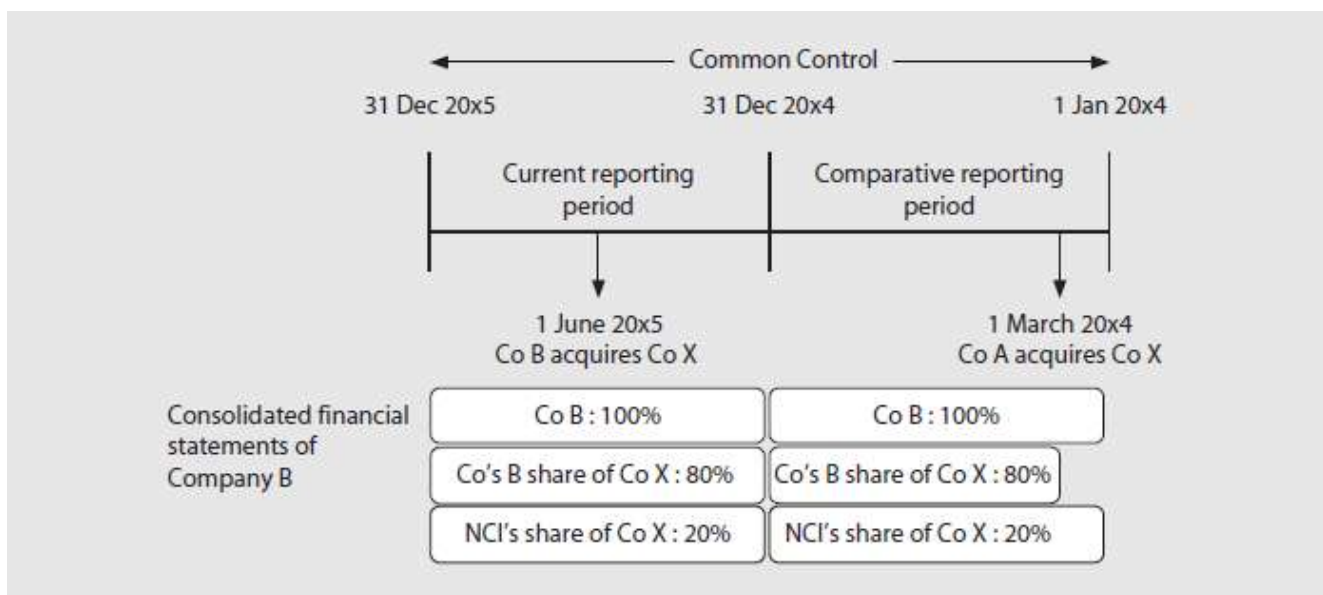 Common Control
31 Dec 20x5
31 Dec 20x4
1 Jan 20x4
Current reporting
period
Comparative reporting
period
1 June 20x5
Co B acquires Co X
1 March 20x4
Co A acquires Co X
Consolidated financial
statements of
Company B
Co B : 100%
Co B : 100%
Co's B share of Co X : 80%
Co's B share of Co X : 80%
NCI's share of Co X : 20%
NCI's share of Co X : 20%